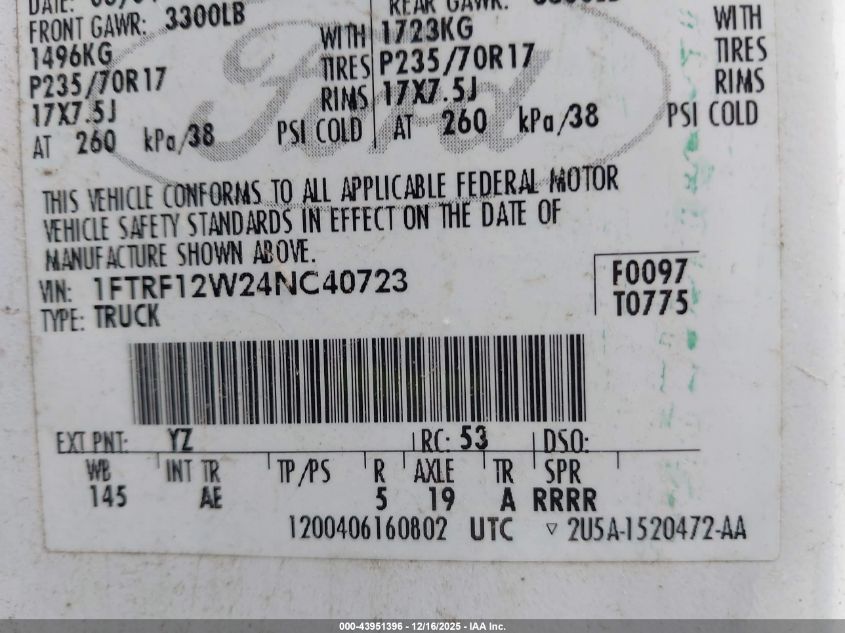 DATE:
FRONT GAWR: 3300LB
1496KG WITH
P235/70R17 TIRES
17X7.5J RIMS
AT 260 kPa/38 PSI COLD
REAR GAWR:
1723KG WITH
P235/70R17 TIRES
17X7.5J RIMS
AT 260 kPa/38 PSI COLD
Ford
THIS VEHICLE CONFORMS TO ALL APPLICABLE FEDERAL MOTOR
VEHICLE SAFETY STANDARDS IN EFFECT ON THE DATE OF
MANUFACTURE SHOWN ABOVE.
VIN: 1FTRF12W24NC40723
F0097
TYPE: TRUCK
T0775
EXT PNT: YZ RC: 53 DSO:
WB INT TR TP/PS R AXLE TR SPR
145 AE 5 19 A RRRR
1200406160802 UTC ▽ 2U5A-1520472-AA
000-43951396 - 12/16/2025 - IAA Inc.